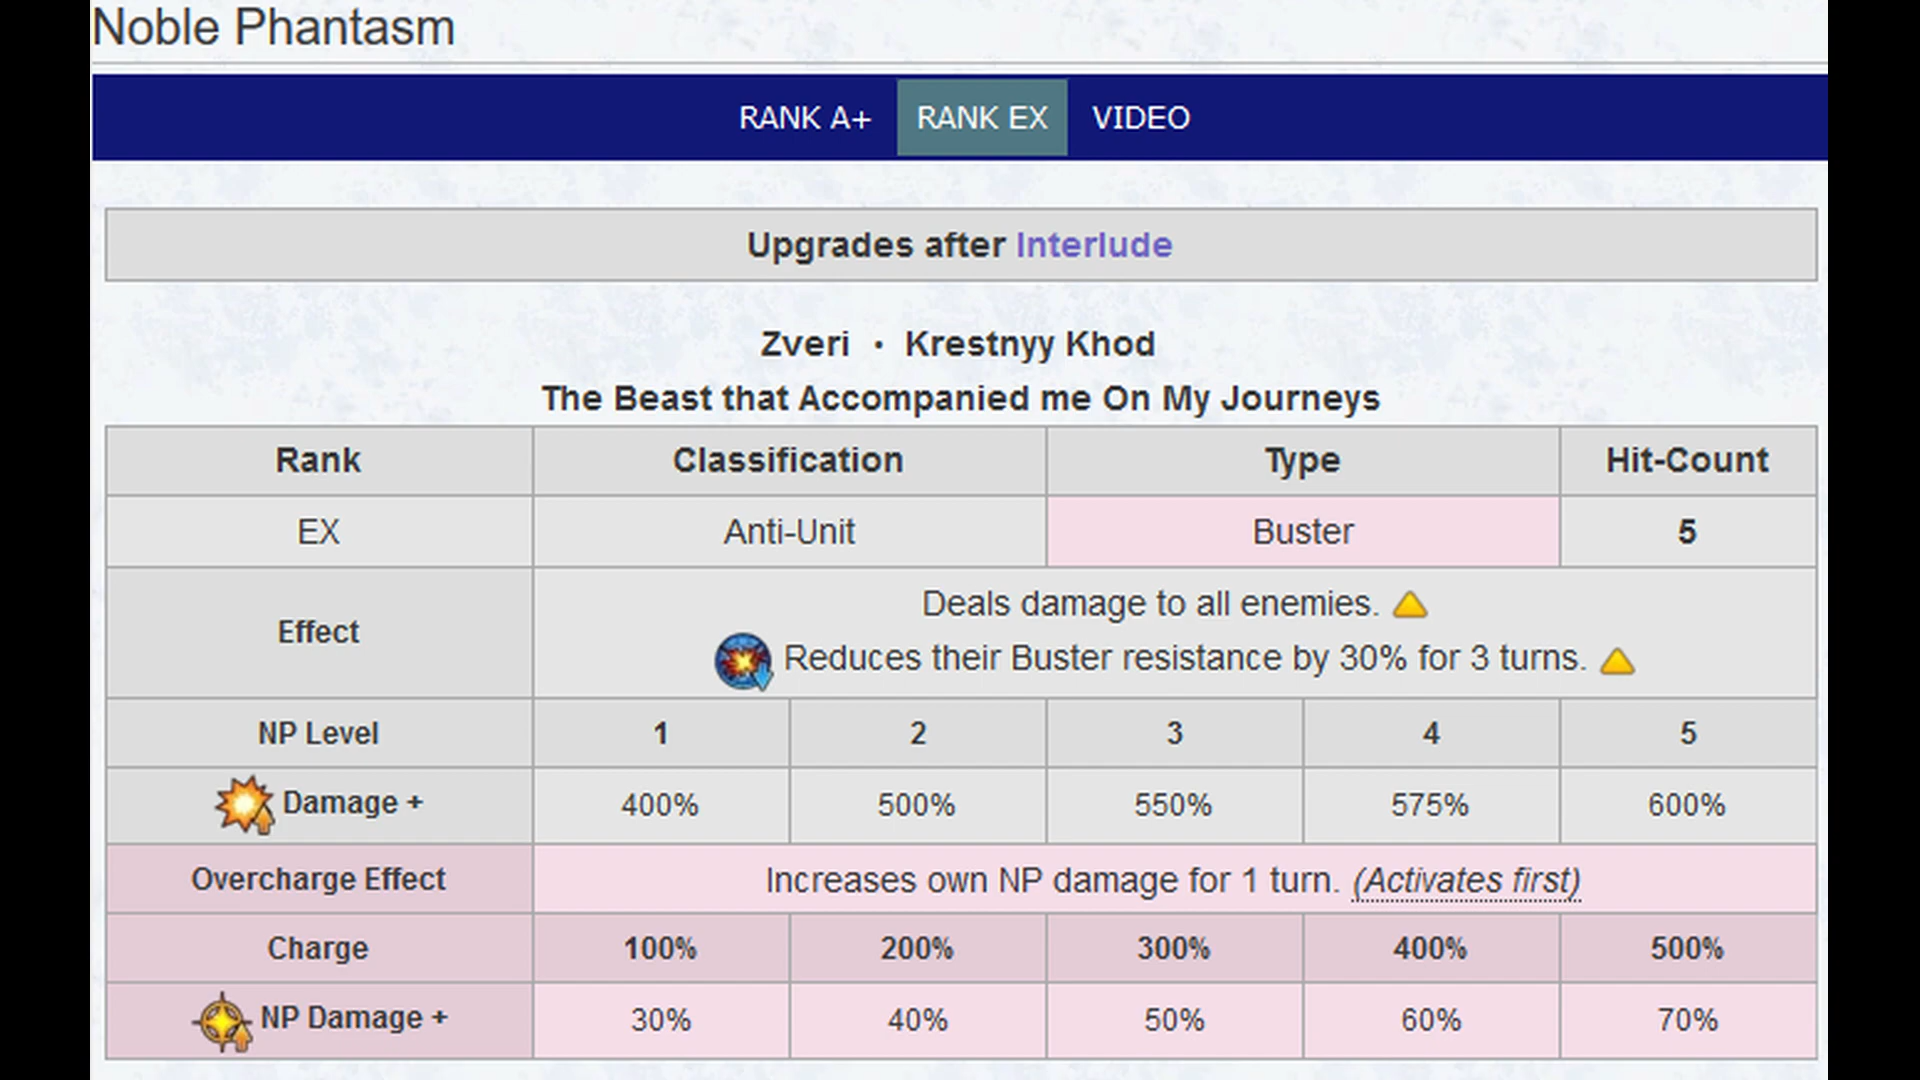 Noble Phantasm
RANK A+ RANK EX VIDEO
Upgrades after Interlude
Zveri · Krestnyy Khod
The Beast that Accompanied me On My Journeys
Rank Classification Type Hit-Count
EX Anti-Unit Buster 5
Effect
Deals damage to all enemies.
Reduces their Buster resistance by 30% for 3 turns.
NP Level 1 2 3 4 5
Damage + 400% 500% 550% 575% 600%
Overcharge Effect Increases own NP damage for 1 turn. (Activates first)
Charge 100% 200% 300% 400% 500%
NP Damage + 30% 40% 50% 60% 70%